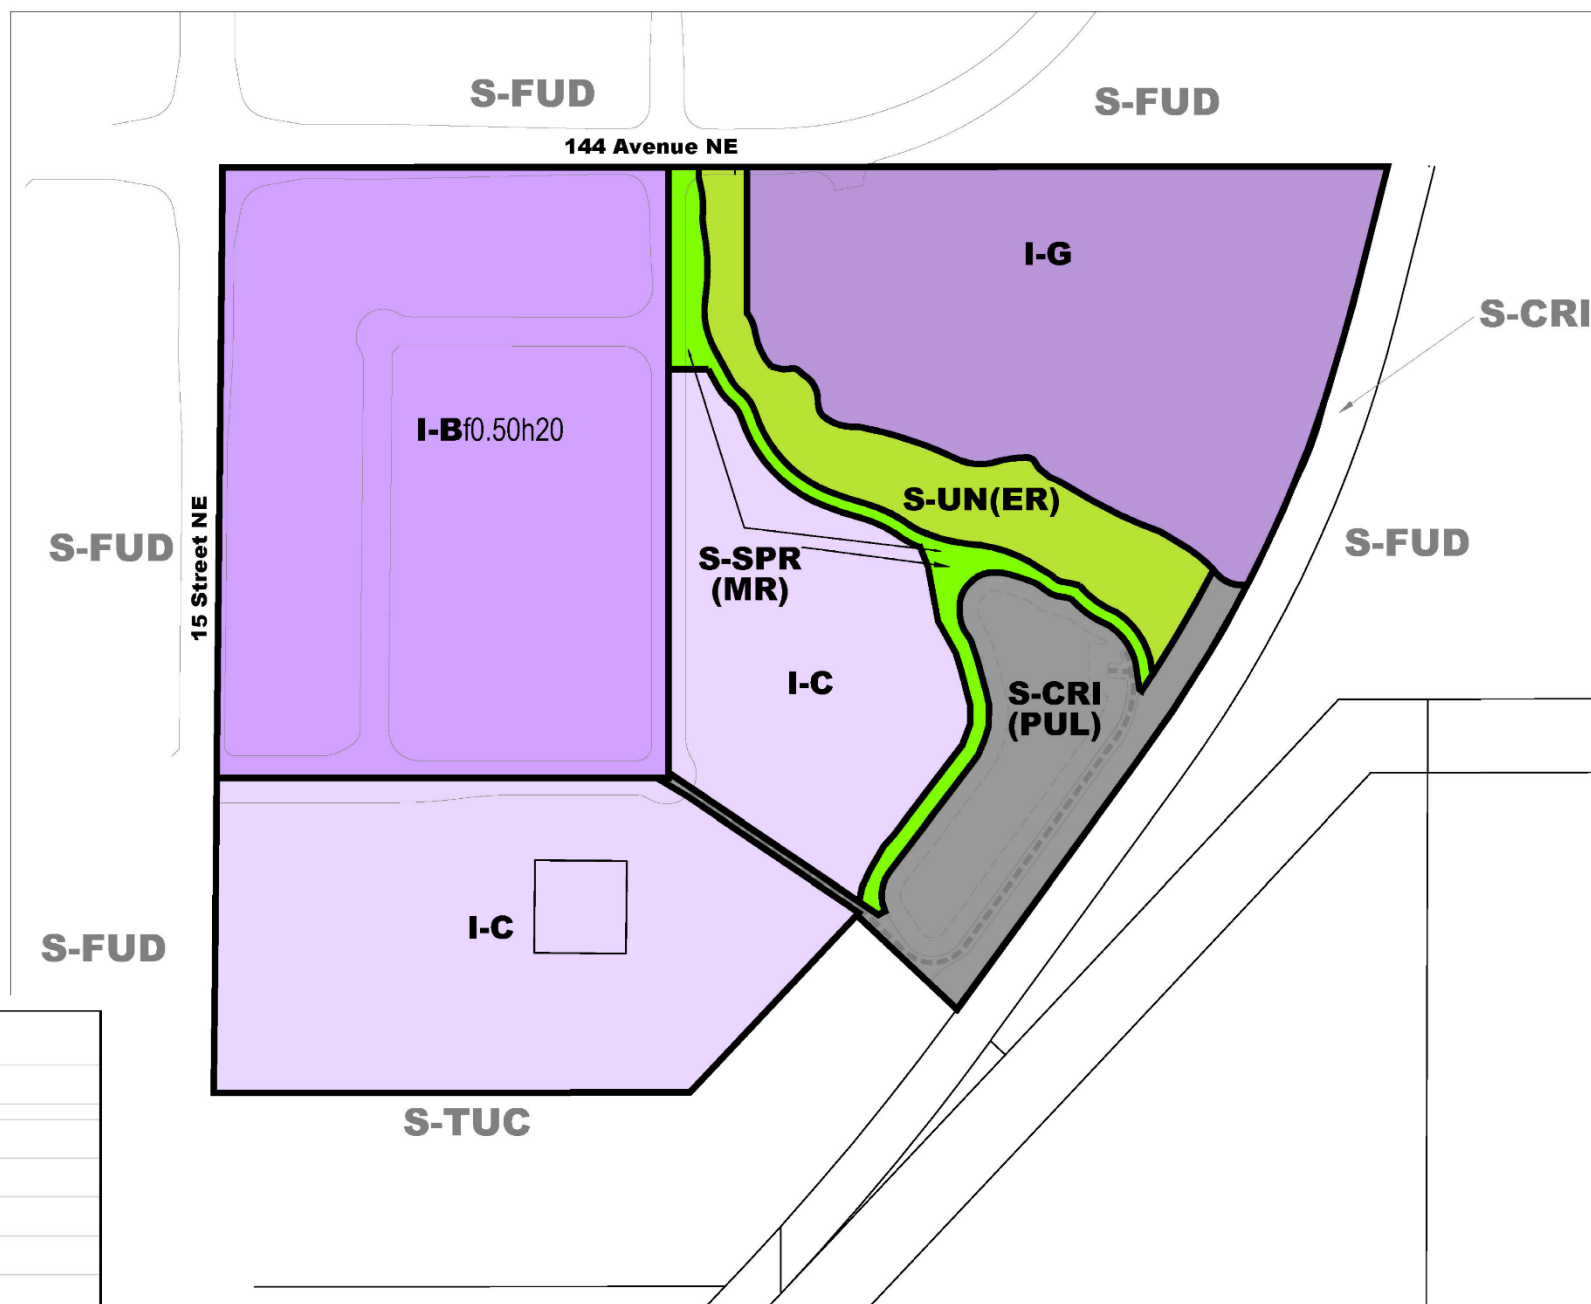 S-FUD
S-FUD
144 Avenue NE
I-G
S-CRI
I-Bf0.50h20
S-UN(ER)
15 Street NE
S-FUD
S-FUD
S-SPR
(MR)
I-C
S-CRI
(PUL)
I-C
S-FUD
S-TUC